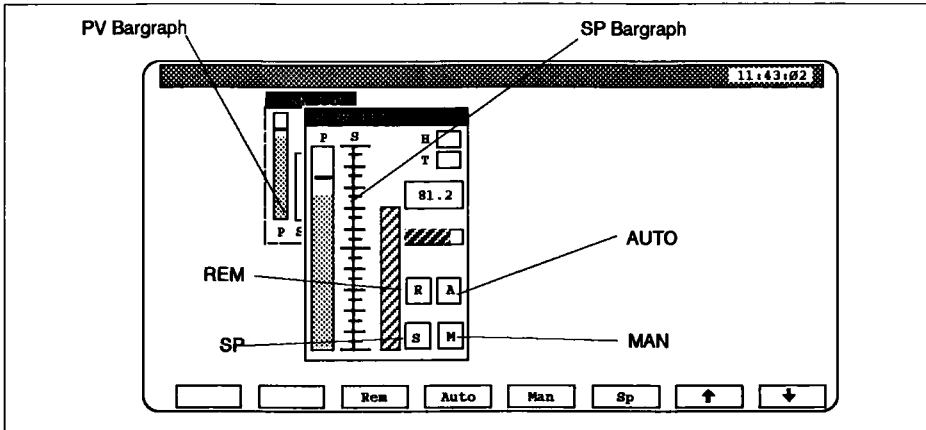 PV Bargraph
SP Bargraph
11:43:02
P
S
H
T
81.2
P S
AUTO
REM
R
A
SP
S
M
MAN
Rem
Auto
Man
Sp